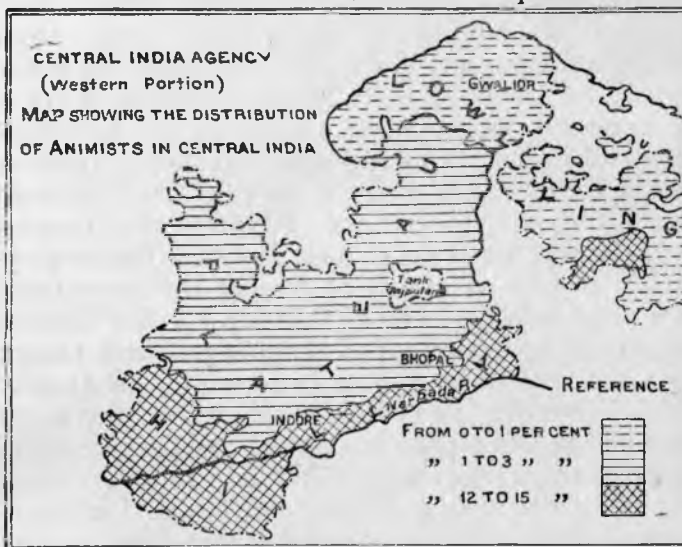 CENTRAL INDIA AGENCY
(WESTERN PORTION)
MAP SHOWING THE DISTRIBUTION
OF ANIMISTS IN CENTRAL INDIA
L O W
GWALIOR
I N G
P A T E A U
Tank
BHOPAL
INDORE
Narbada R.
H I
REFERENCE
FROM 0 TO 1 PER CENT
„ 1 TO 3 „ „
„ 12 TO 15 „